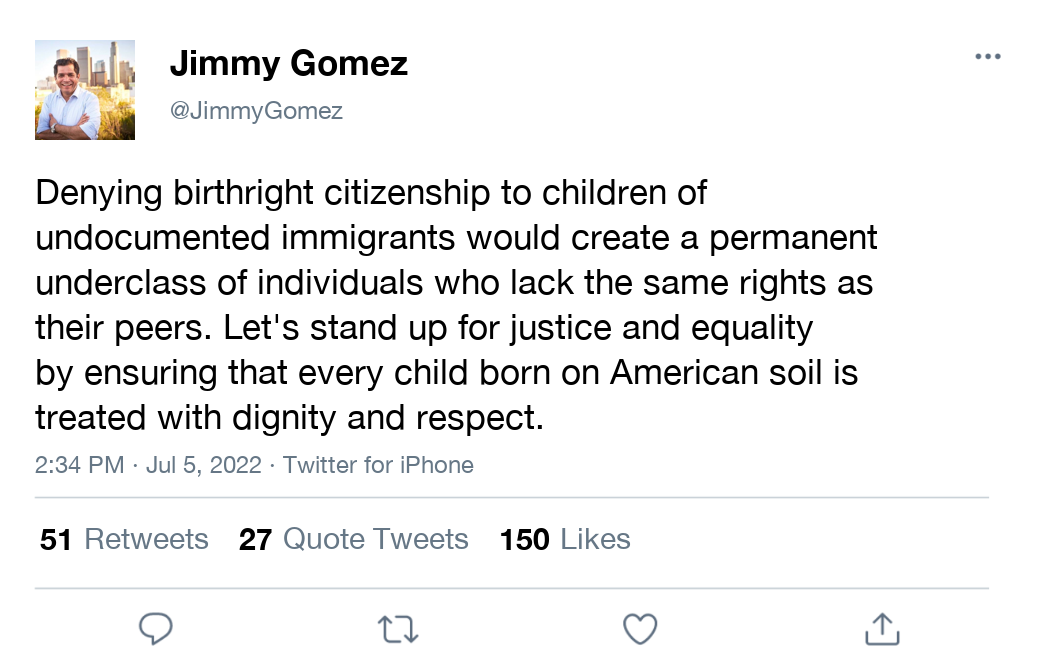 Jimmy Gomez
@JimmyGomez
Denying birthright citizenship to children of
undocumented immigrants would create a permanent
underclass of individuals who lack the same rights as
their peers. Let's stand up for justice and equality
by ensuring that every child born on American soil is
treated with dignity and respect.
2:34 PM · Jul 5, 2022 · Twitter for iPhone
51 Retweets 27 Quote Tweets 150 Likes